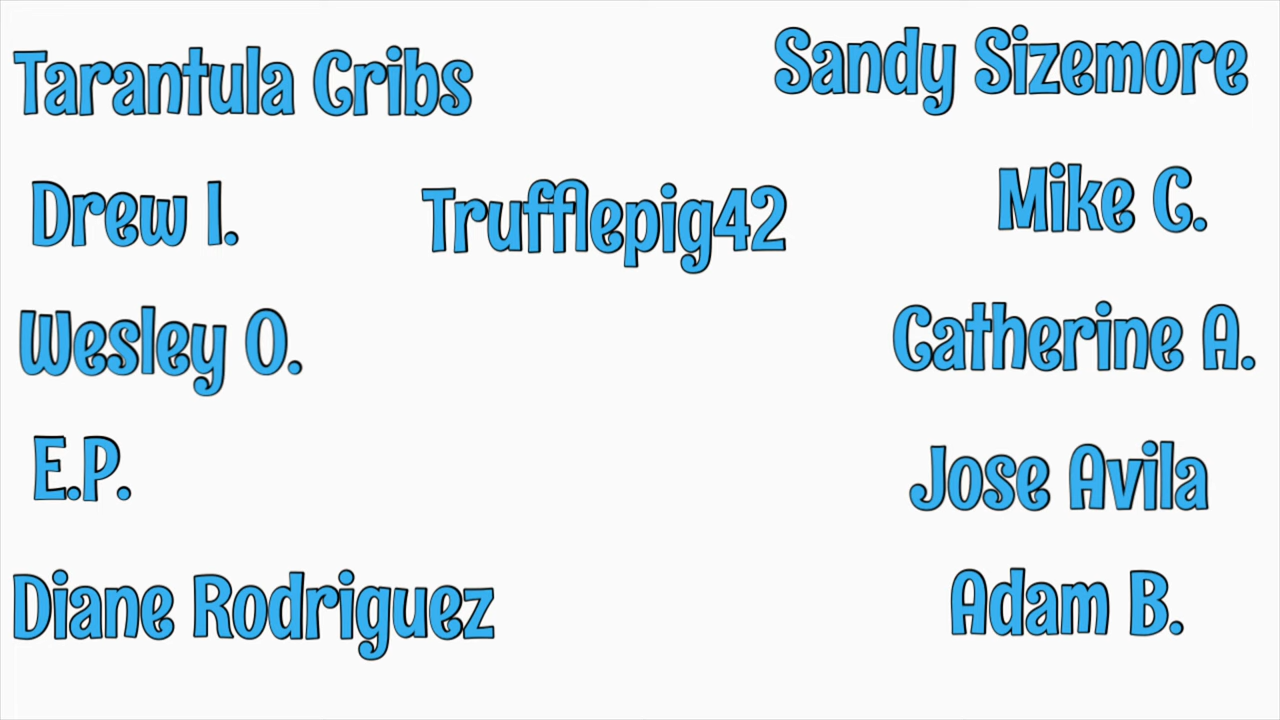 Tarantula Cribs
Sandy Sizemore
Drew I.
Trufflepig42
Mike C.
Wesley O.
Catherine A.
E.P.
Jose Avila
Diane Rodriguez
Adam B.